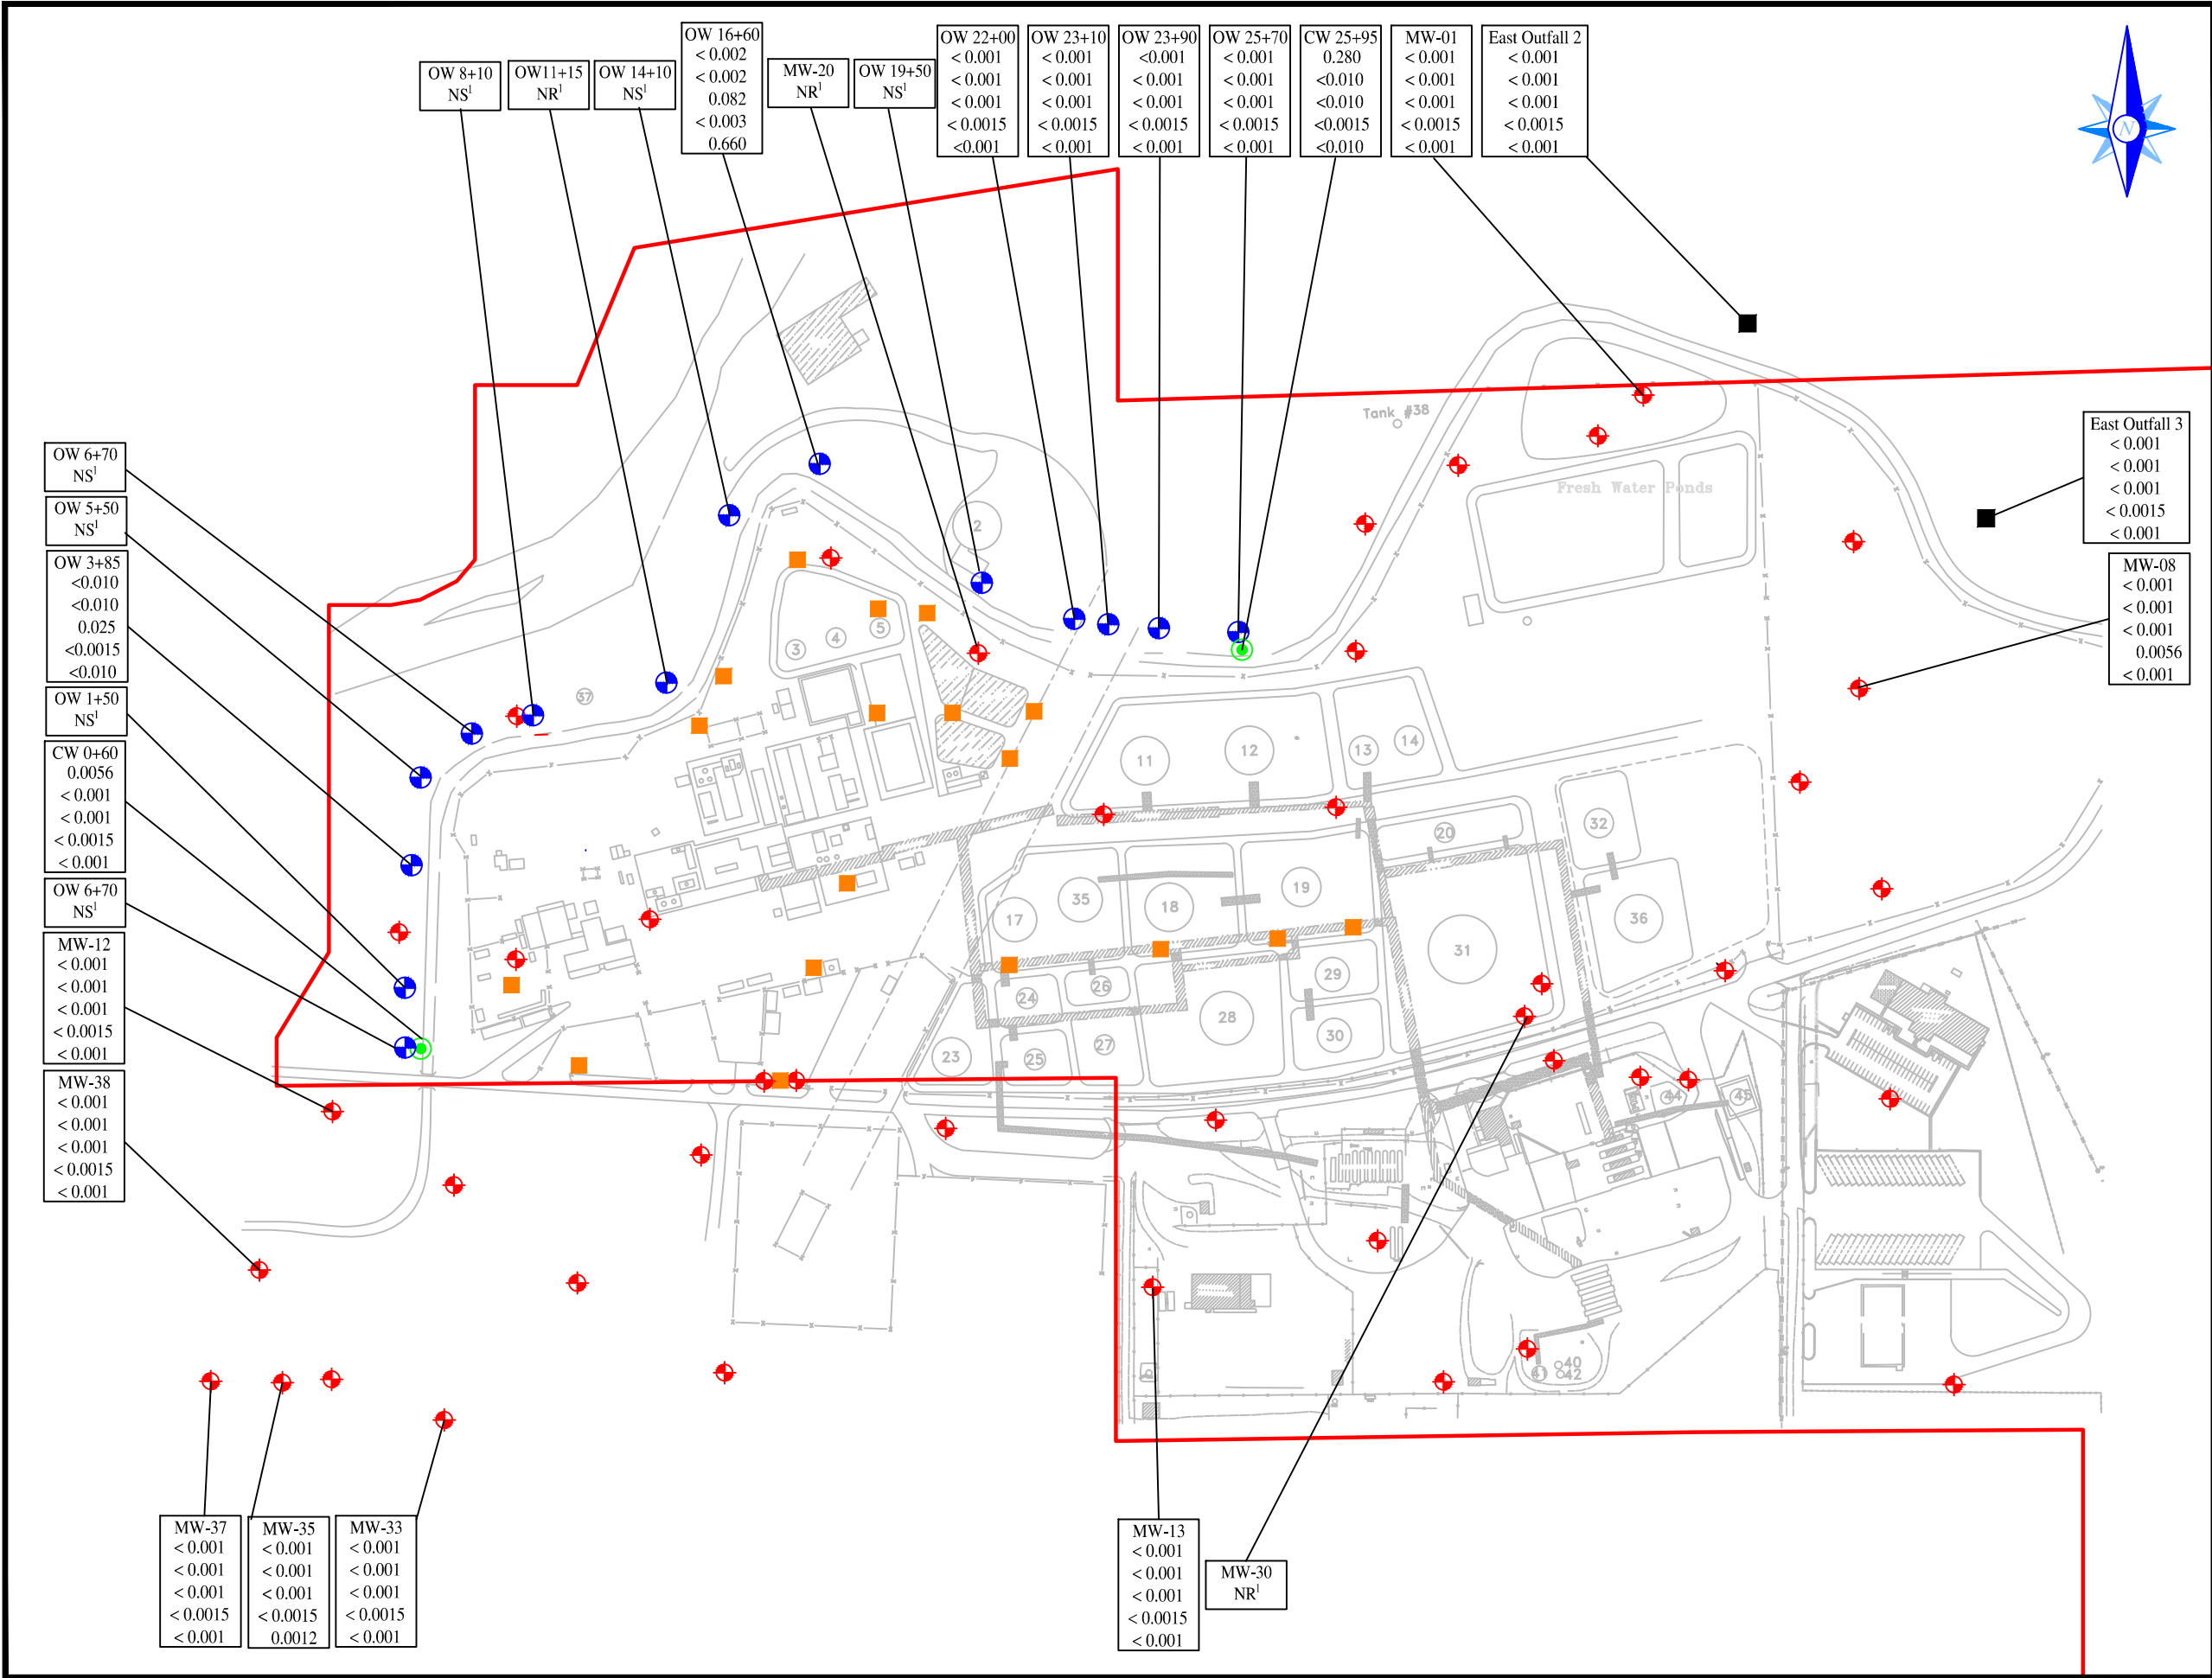 OW 8+10
NS¹
OW11+15
NR¹
OW 14+10
NS¹
OW 16+60
< 0.002
< 0.002
0.082
< 0.003
0.660
MW-20
NR¹
OW 19+50
NS¹
OW 22+00
< 0.001
< 0.001
< 0.001
< 0.0015
<0.001
OW 23+10
< 0.001
< 0.001
< 0.001
< 0.0015
< 0.001
OW 23+90
<0.001
< 0.001
< 0.001
< 0.0015
< 0.001
OW 25+70
< 0.001
< 0.001
< 0.001
< 0.0015
< 0.001
CW 25+95
0.280
<0.010
<0.010
<0.0015
<0.010
MW-01
< 0.001
< 0.001
< 0.001
< 0.0015
< 0.001
East Outfall 2
< 0.001
< 0.001
< 0.001
< 0.0015
< 0.001
N
East Outfall 3
< 0.001
< 0.001
< 0.001
< 0.0015
< 0.001
MW-08
< 0.001
< 0.001
< 0.001
0.0056
< 0.001
OW 6+70
NS¹
OW 5+50
NS¹
OW 3+85
<0.010
<0.010
0.025
<0.0015
<0.010
OW 1+50
NS¹
CW 0+60
0.0056
< 0.001
< 0.001
< 0.0015
< 0.001
OW 6+70
NS¹
MW-12
< 0.001
< 0.001
< 0.001
< 0.0015
< 0.001
MW-38
< 0.001
< 0.001
< 0.001
< 0.0015
< 0.001
Tank #38
Fresh Water Ponds
2
3
4
5
37
11
12
13
14
20
32
35
17
18
19
36
31
24
26
29
28
30
23
25
27
44
45
41
40
42
MW-37
< 0.001
< 0.001
< 0.001
< 0.0015
< 0.001
MW-35
< 0.001
< 0.001
< 0.001
< 0.0015
0.0012
MW-33
< 0.001
< 0.001
< 0.001
< 0.0015
< 0.001
MW-13
< 0.001
< 0.001
< 0.001
< 0.0015
< 0.001
MW-30
NR¹